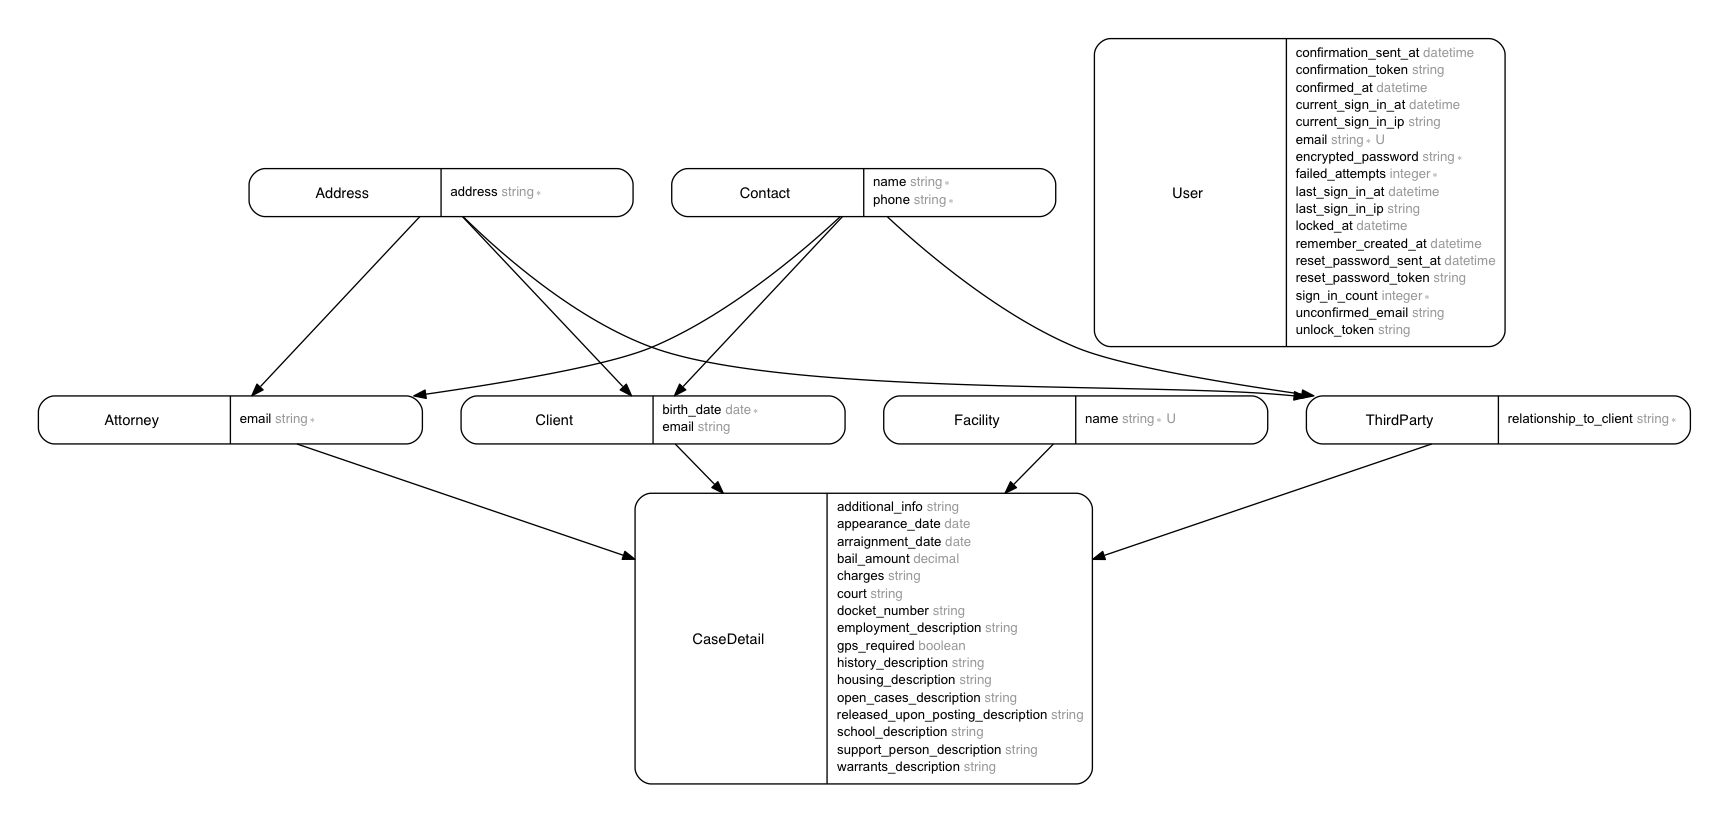 User
confirmation_sent_at datetime
confirmation_token string
confirmed_at datetime
current_sign_in_at datetime
current_sign_in_ip string
email string * U
encrypted_password string *
failed_attempts integer *
last_sign_in_at datetime
last_sign_in_ip string
locked_at datetime
remember_created_at datetime
reset_password_sent_at datetime
reset_password_token string
sign_in_count integer *
unconfirmed_email string
unlock_token string
Address
address string *
Contact
name string *
phone string *
Attorney
email string *
Client
birth_date date *
email string
Facility
name string * U
ThirdParty
relationship_to_client string *
CaseDetail
additional_info string
appearance_date date
arraignment_date date
bail_amount decimal
charges string
court string
docket_number string
employment_description string
gps_required boolean
history_description string
housing_description string
open_cases_description string
released_upon_posting_description string
school_description string
support_person_description string
warrants_description string